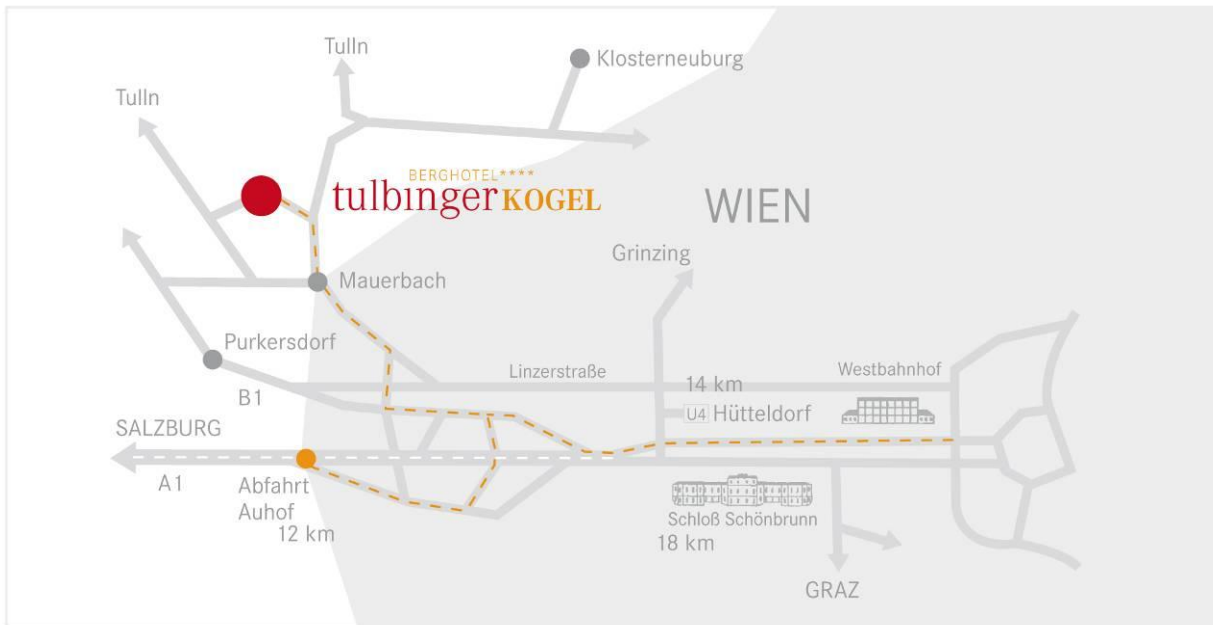 Tulln
Klosterneuburg
Tulln
BERGHOTEL****
tulbingerKOGEL
WIEN
Grinzing
Mauerbach
Purkersdorf
Linzerstraße
Westbahnhof
14 km
B1
U4 Hütteldorf
SALZBURG
A1
Abfahrt
Auhof
12 km
Schloß Schönbrunn
18 km
GRAZ